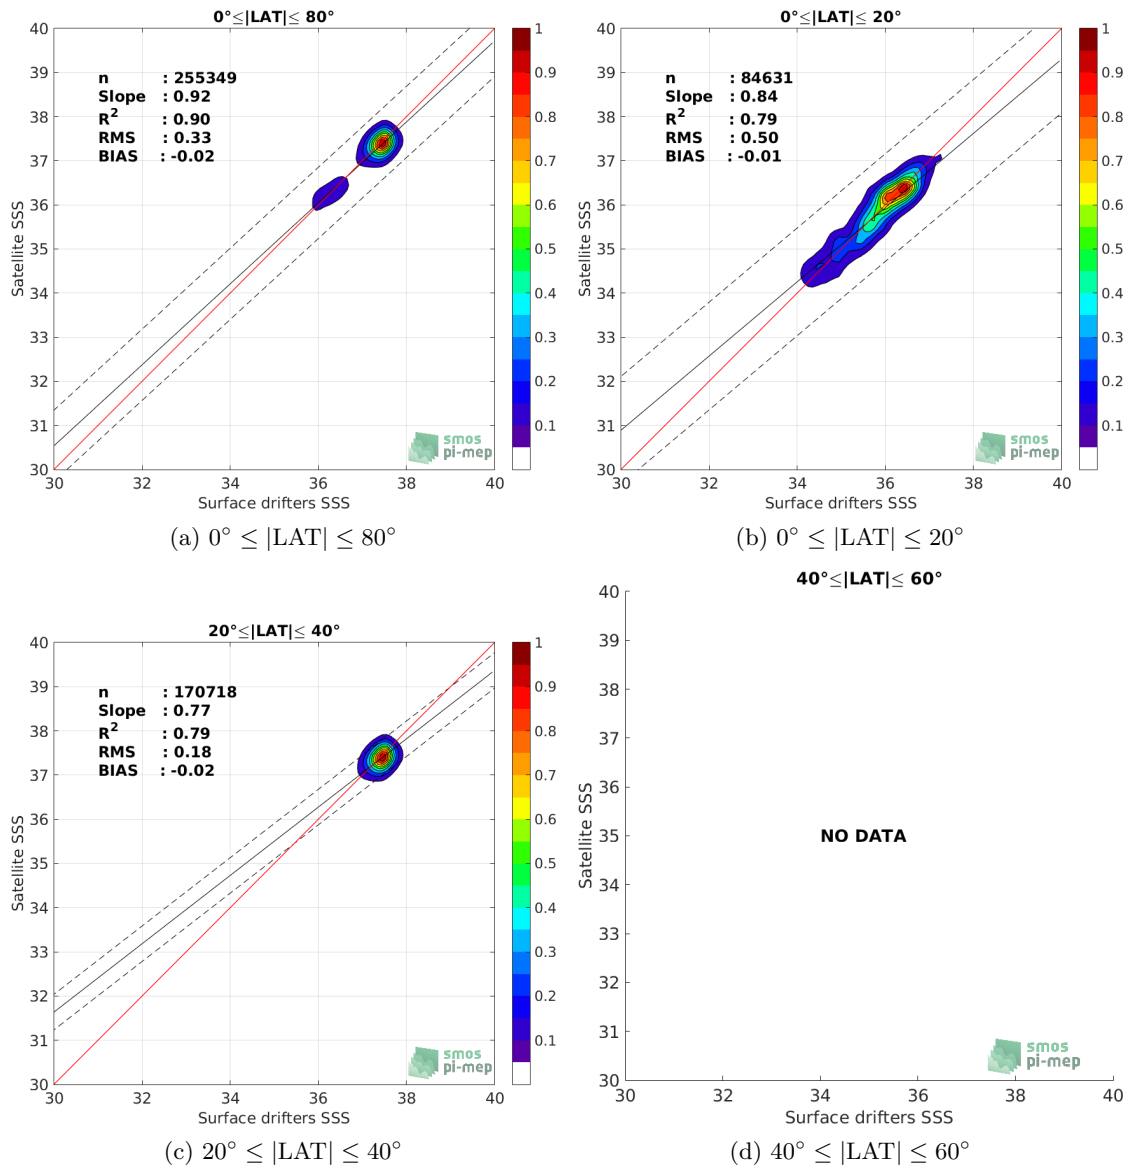 0°≤|LAT|≤ 80°
40
39
38
37
36
35
34
33
32
31
30
Satellite SSS
n : 255349
Slope : 0.92
R2 : 0.90
RMS : 0.33
BIAS : -0.02
smos
pi-mep
30 32 34 36 38 40
Surface drifters SSS
1
0.9
0.8
0.7
0.6
0.5
0.4
0.3
0.2
0.1
(a) 0° ≤ |LAT| ≤ 80°
0°≤|LAT|≤ 20°
40
39
38
37
36
35
34
33
32
31
30
Satellite SSS
n : 84631
Slope : 0.84
R2 : 0.79
RMS : 0.50
BIAS : -0.01
smos
pi-mep
30 32 34 36 38 40
Surface drifters SSS
1
0.9
0.8
0.7
0.6
0.5
0.4
0.3
0.2
0.1
(b) 0° ≤ |LAT| ≤ 20°
20°≤|LAT|≤ 40°
40
39
38
37
36
35
34
33
32
31
30
Satellite SSS
n : 170718
Slope : 0.77
R2 : 0.79
RMS : 0.18
BIAS : -0.02
smos
pi-mep
30 32 34 36 38 40
Surface drifters SSS
1
0.9
0.8
0.7
0.6
0.5
0.4
0.3
0.2
0.1
(c) 20° ≤ |LAT| ≤ 40°
40°≤|LAT|≤ 60°
40
39
38
37
36
35
34
33
32
31
30
Satellite SSS
NO DATA
smos
pi-mep
30 32 34 36 38 40
Surface drifters SSS
(d) 40° ≤ |LAT| ≤ 60°